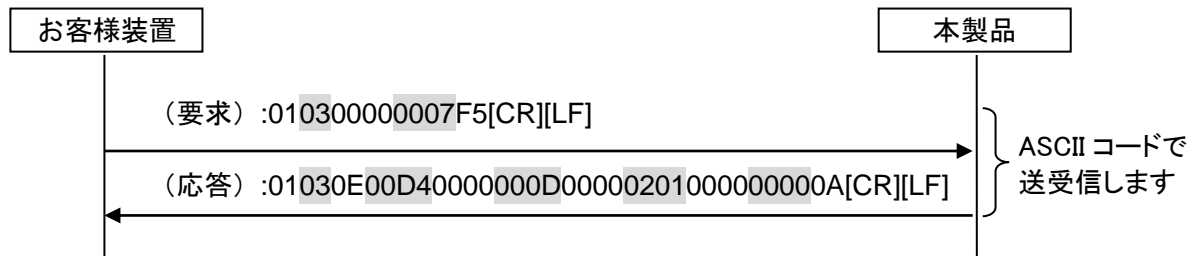 お客様装置
本製品
（要求）:010300000007F5[CR][LF]
（応答）:01030E00D40000000D00000201000000000A[CR][LF]
ASCII コードで
送受信します